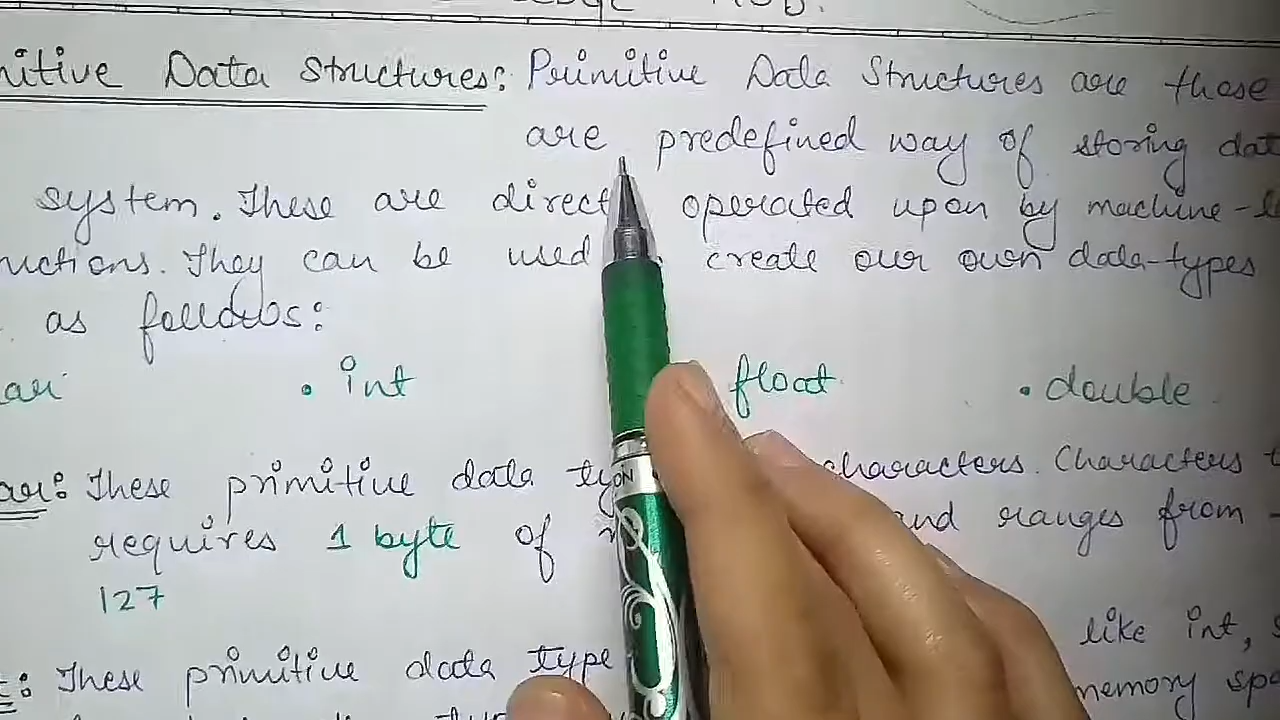 nitive Data Structures: Primitive Data Structures are those
are predefined way of storing dat
system. These are direct operated upon by machine-l
uctions. They can be used create our own data-types
as follows:
• int float • double
ar: These primitive data ty characters. Characters t
requires 1 byte of and ranges from -
127
like int,
: These primitive data type memory sp